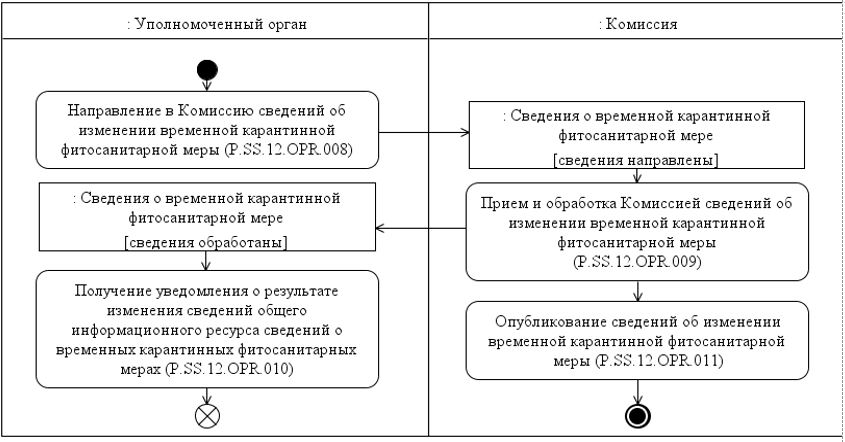 : Уполномоченный орган
: Комиссия
Направление в Комиссию сведений об
изменении временной карантинной
фитосанитарной меры (P.SS.12.OPR.008)
: Сведения о временной карантинной
фитосанитарной мере
[сведения направлены]
Прием и обработка Комиссией сведений об
изменении временной карантинной
фитосанитарной меры
(P.SS.12.OPR.009)
: Сведения о временной карантинной
фитосанитарной мере
[сведения обработаны]
Получение уведомления о результате
изменения сведений общего
информационного ресурса сведений о
временных карантинных фитосанитарных
мерах (P.SS.12.OPR.010)
Опубликование сведений об изменении
временной карантинной фитосанитарной
меры (P.SS.12.OPR.011)